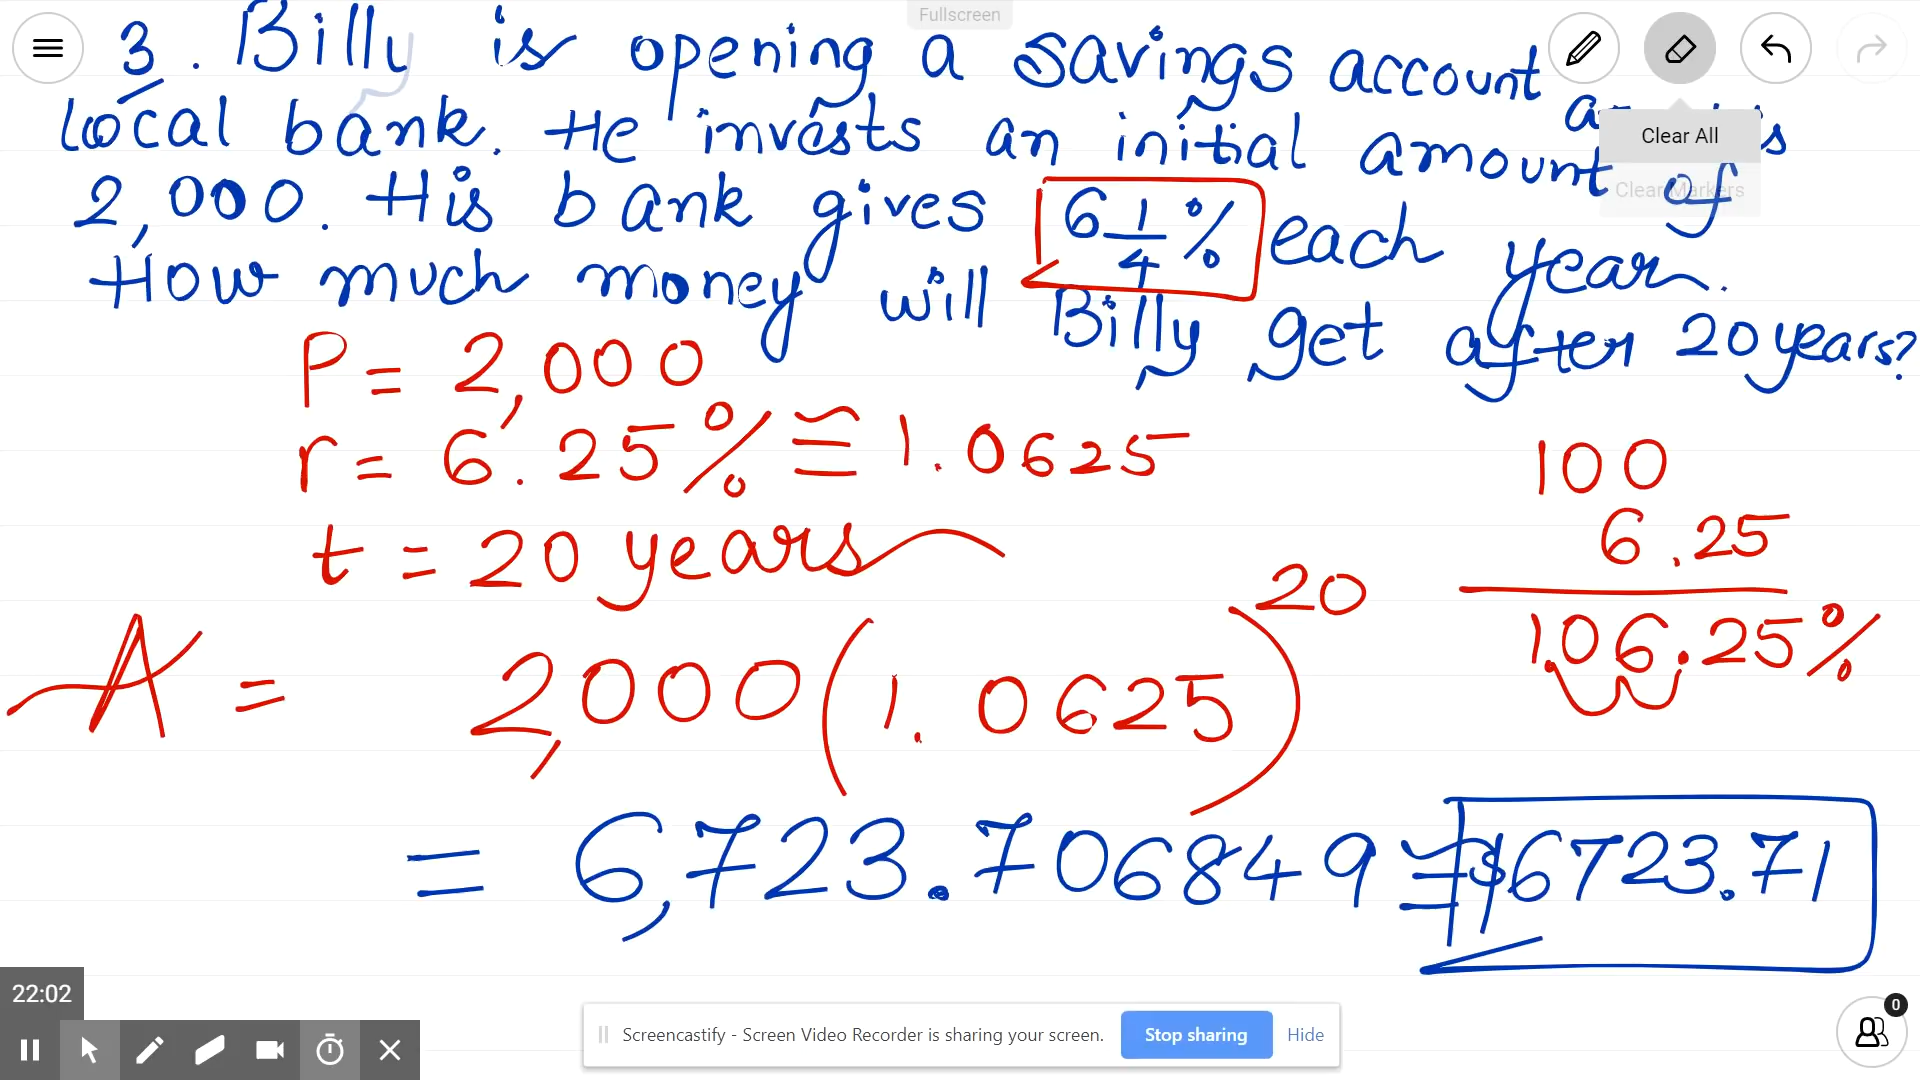 Fullscreen
3. Billy is opening a savings account
local bank. He invests an initial amount of
Clear All
Clear Markers
2,000. His bank gives 6 1/4 % each year.
How much money will Billy get after 20 years?
P = 2,000
r = 6.25% ≅ 1.0625
t = 20 years
100
6.25
106.25%
A = 2,000(1.0625)^20
= 6,723.706849 ≅ $6723.71
22:02
Screencastify - Screen Video Recorder is sharing your screen.
Stop sharing
Hide
0